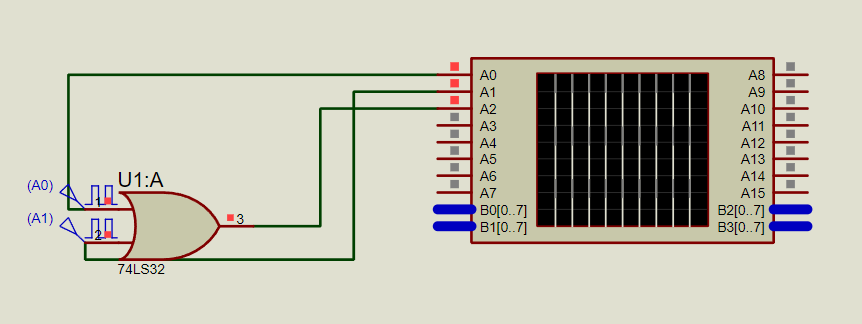 A0 A8
A1 A9
A2 A10
A3 A11
A4 A12
A5 A13
A6 A14
A7 A15
B0[0..7] B2[0..7]
B1[0..7] B3[0..7]
U1:A
(A0)
1
(A1)
2
3
74LS32